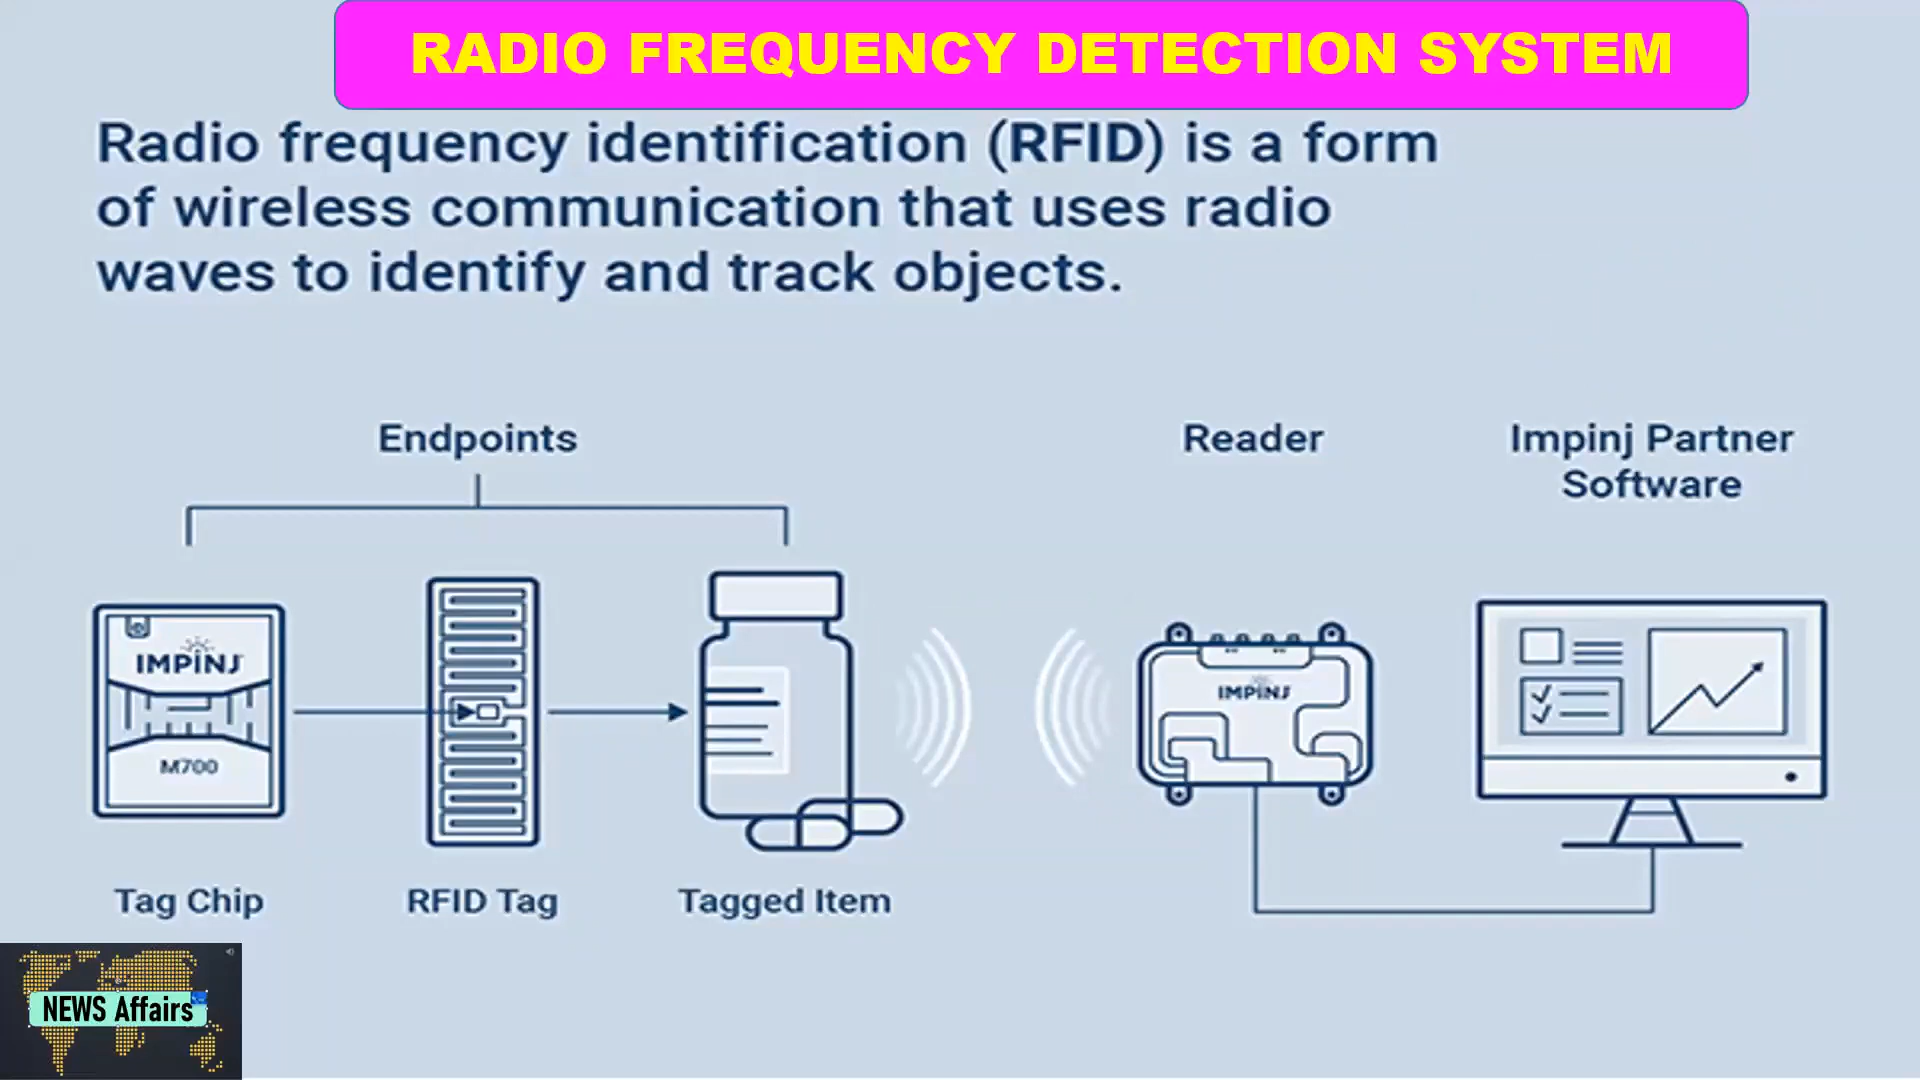 RADIO FREQUENCY DETECTION SYSTEM
Radio frequency identification (RFID) is a form
of wireless communication that uses radio
waves to identify and track objects.
Endpoints
Reader
Impinj Partner
Software
IMPINJ
M700
IMPINJ
Tag Chip
RFID Tag
Tagged Item
NEWS Affairs